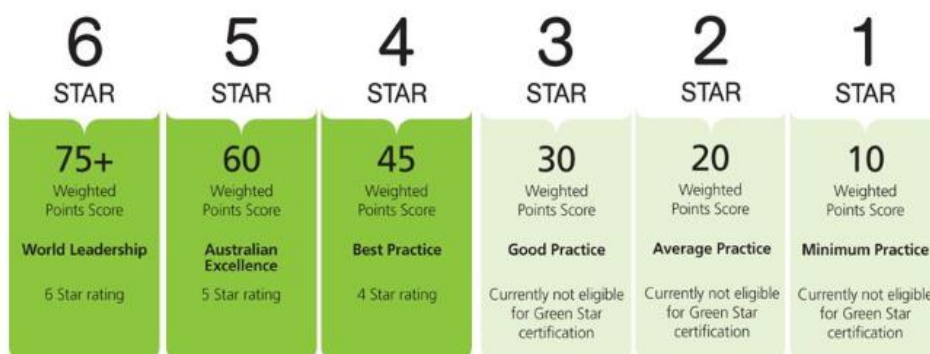 6
STAR
75+
Weighted
Points Score
World Leadership
6 Star rating
5
STAR
60
Weighted
Points Score
Australian
Excellence
5 Star rating
4
STAR
45
Weighted
Points Score
Best Practice
4 Star rating
3
STAR
30
Weighted
Points Score
Good Practice
Currently not eligible
for Green Star
certification
2
STAR
20
Weighted
Points Score
Average Practice
Currently not eligible
for Green Star
certification
1
STAR
10
Weighted
Points Score
Minimum Practice
Currently not eligible
for Green Star
certification